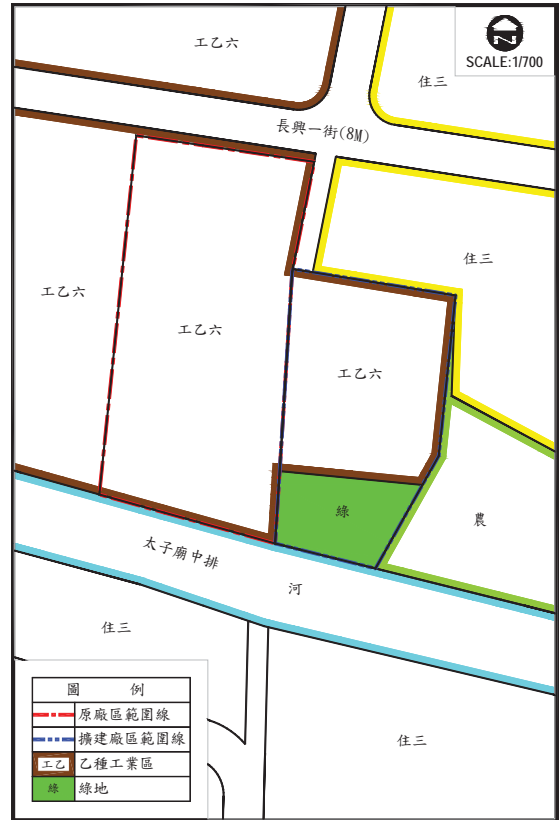 工乙六
SCALE:1/700
住三
長興一街(8M)
住三
工乙六
工乙六
工乙六
綠
農
太子廟中排
河
住三
住三
圖 例
原廠區範圍線
擴建廠區範圍線
工乙 乙種工業區
綠 綠地